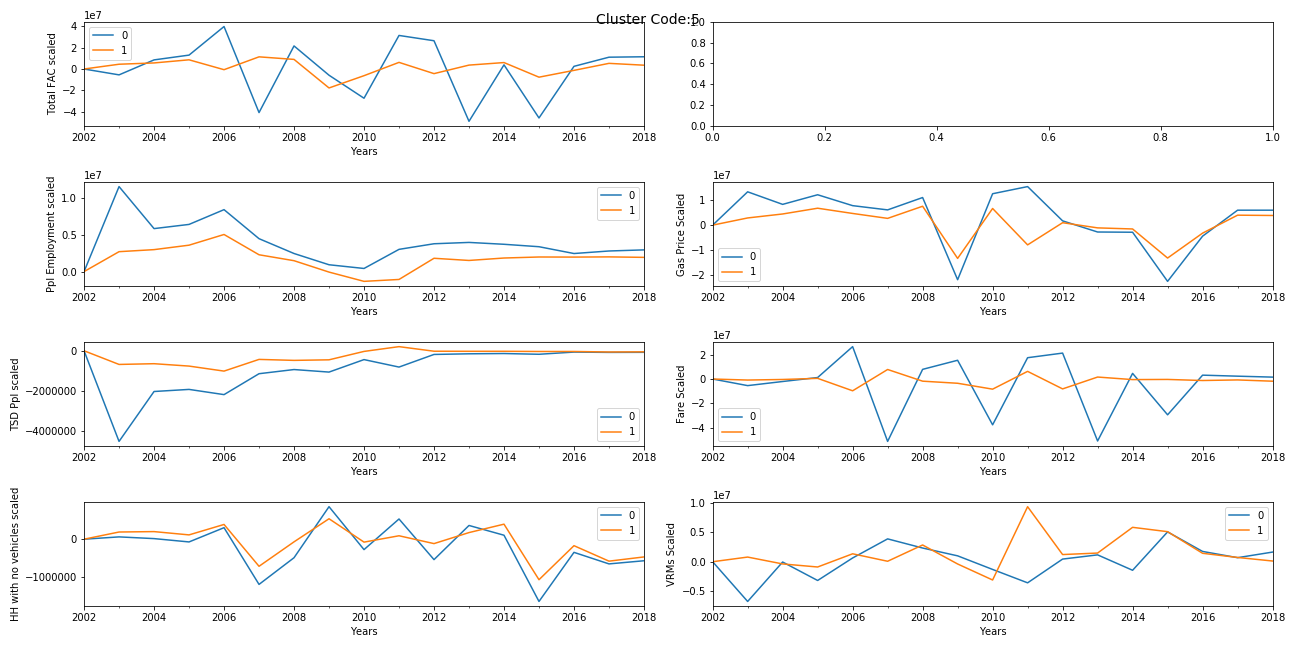 Cluster Code:5
1e7
Total FAC scaled
4
2
0
−2
−4
0
1
2002 2004 2006 2008 2010 2012 2014 2016 2018
Years
1.0
0.8
0.6
0.4
0.2
0.0
0.0 0.2 0.4 0.6 0.8 1.0
1e7
Ppl Employment scaled
1.0
0.5
0.0
0
1
2002 2004 2006 2008 2010 2012 2014 2016 2018
Years
1e7
Gas Price Scaled
1
0
−1
−2
0
1
2002 2004 2006 2008 2010 2012 2014 2016 2018
Years
TSD Ppl scaled
0
−2000000
−4000000
0
1
2002 2004 2006 2008 2010 2012 2014 2016 2018
Years
1e7
Fare Scaled
2
0
−2
−4
0
1
2002 2004 2006 2008 2010 2012 2014 2016 2018
Years
HH with no vehicles scaled
0
−1000000
0
1
2002 2004 2006 2008 2010 2012 2014 2016 2018
Years
1e7
VRMs Scaled
1.0
0.5
0.0
−0.5
0
1
2002 2004 2006 2008 2010 2012 2014 2016 2018
Years